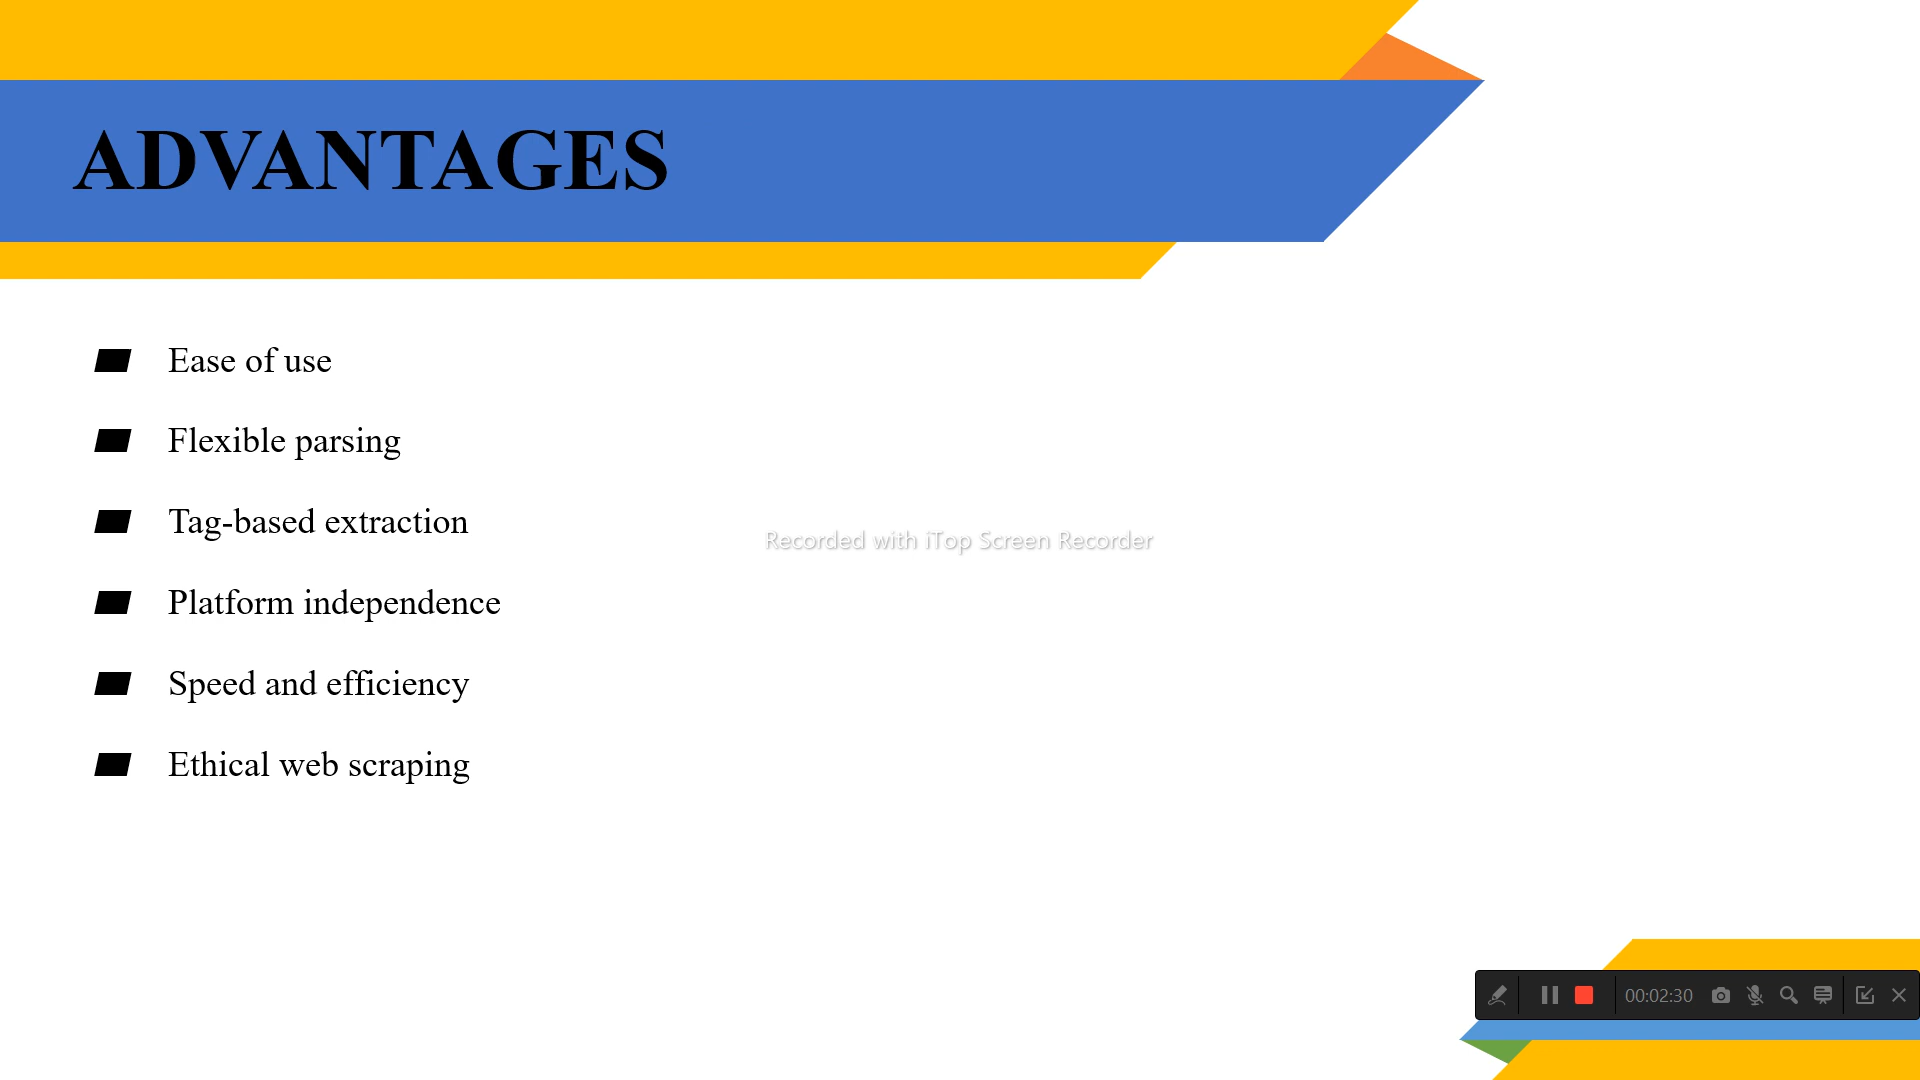 ADVANTAGES
Ease of use
Flexible parsing
Tag-based extraction
Recorded with iTop Screen Recorder
Platform independence
Speed and efficiency
Ethical web scraping
00:02:30